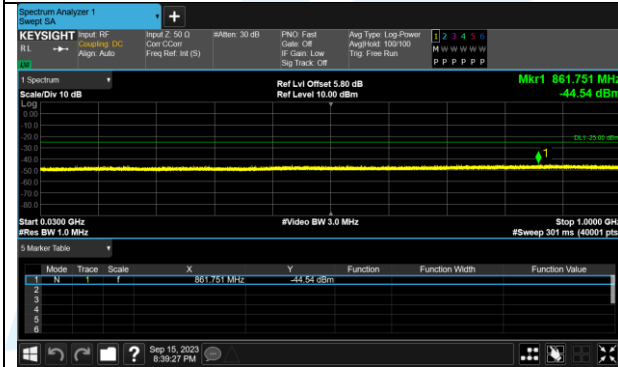 Spectrum Analyzer 1
Swept SA
+
KEYSIGHT Input: RF Input Z: 50 Ω #Atten: 30 dB PNO: Fast Avg Type: Log-Power 1 2 3 4 5 6
RL Coupling: DC Corr CCorr Gate: Off Avg|Hold: 100/100 M W W W W W
Align: Auto Freq Ref: Int (S) IF Gain: Low Trig: Free Run
Sig Track: Off P P P P P P
LV
1 Spectrum Ref Lvl Offset 5.80 dB Mkr1 861.751 MHz
Scale/Div 10 dB Ref Level 10.00 dBm -44.54 dBm
Log
0.00
-10.0
-20.0
DL1 -25.00 dBm
-30.0
1
-40.0
-50.0
-60.0
-70.0
-80.0
Start 0.0300 GHz #Video BW 3.0 MHz Stop 1.0000 GHz
#Res BW 1.0 MHz #Sweep 301 ms (40001 pts)
5 Marker Table
Mode Trace Scale X Y Function Function Width Function Value
1 N 1 f 861.751 MHz -44.54 dBm
2
3
4
5
6
? Sep 15, 2023
8:39:27 PM